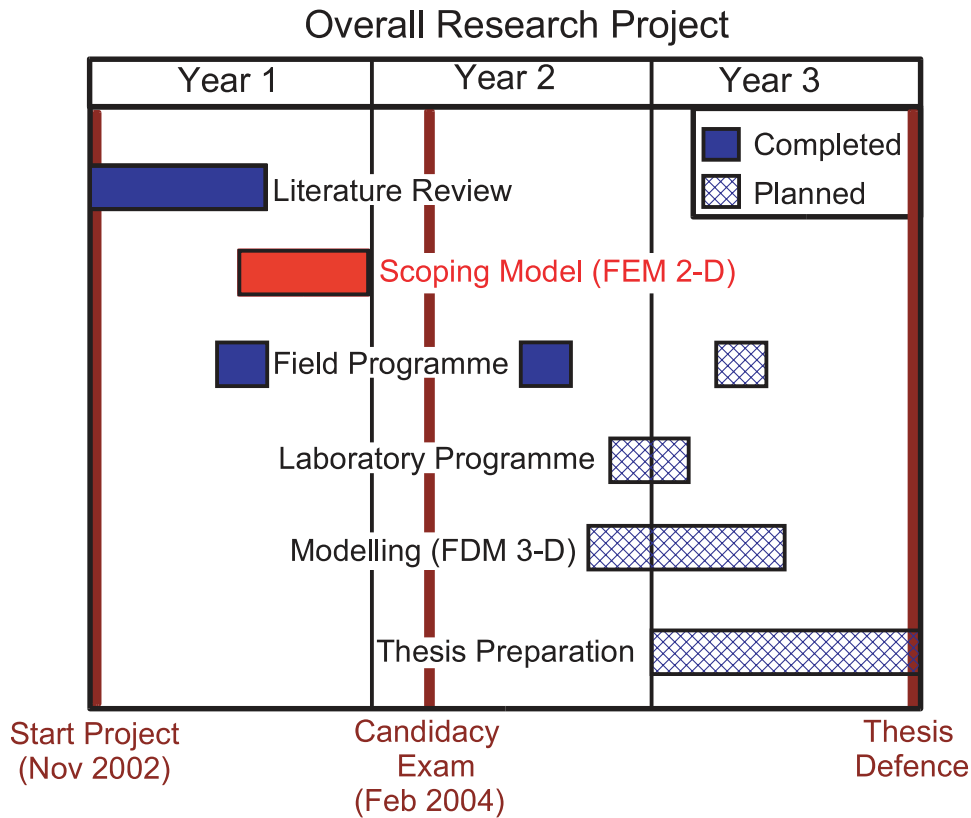 Overall Research Project
Year 1
Year 2
Year 3
Completed
Planned
Literature Review
Scoping Model (FEM 2-D)
Field Programme
Laboratory Programme
Modelling (FDM 3-D)
Thesis Preparation
Start Project
(Nov 2002)
Candidacy
Exam
(Feb 2004)
Thesis
Defence